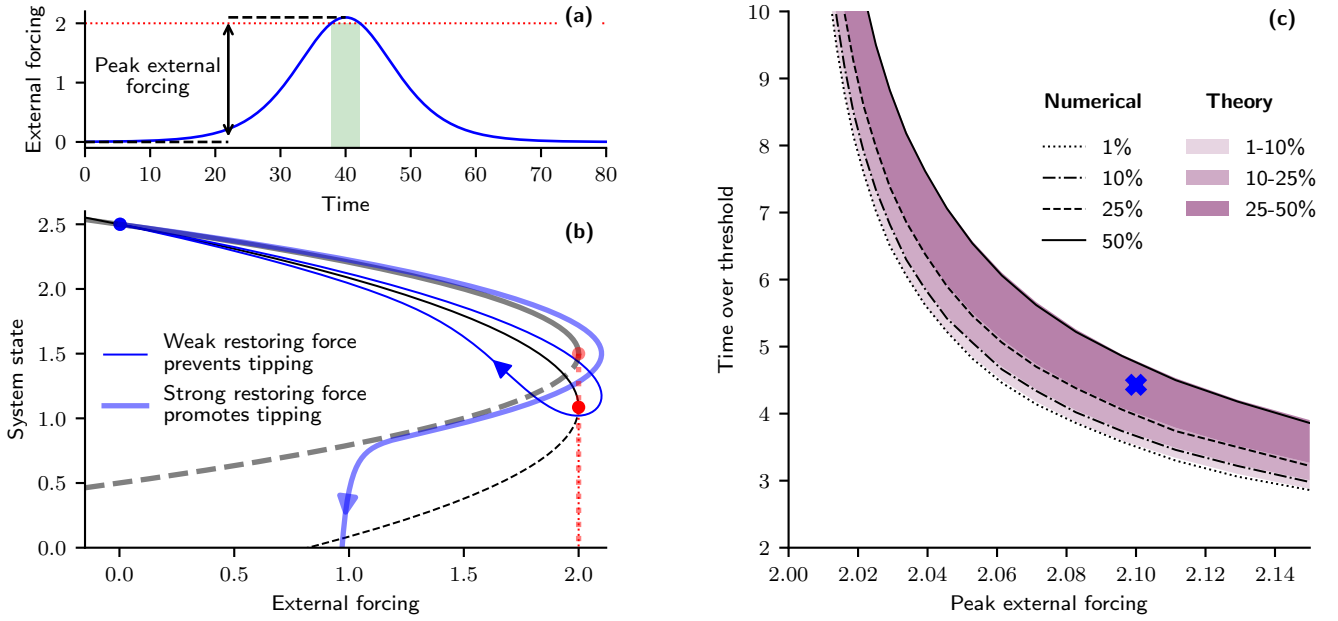 (a)
External forcing
2
1
0
Peak external
forcing
0 10 20 30 40 50 60 70 80
Time
(b)
System state
2.5
2.0
1.5
1.0
0.5
0.0
Weak restoring force
prevents tipping
Strong restoring force
promotes tipping
0.0 0.5 1.0 1.5 2.0
External forcing
(c)
Time over threshold
10
9
8
7
6
5
4
3
2
Numerical Theory
1% 1-10%
10% 10-25%
25% 25-50%
50%
2.00 2.02 2.04 2.06 2.08 2.10 2.12 2.14
Peak external forcing